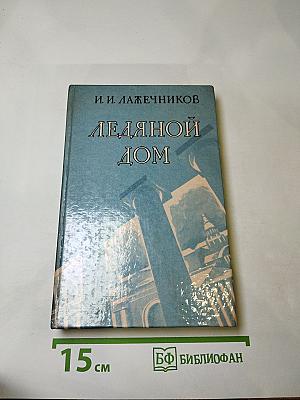 И. И. ЛАЖЕЧНИКОВ
ЛЕДЯНОЙ
ДОМ
15 см
БФ БИБЛИОФАН